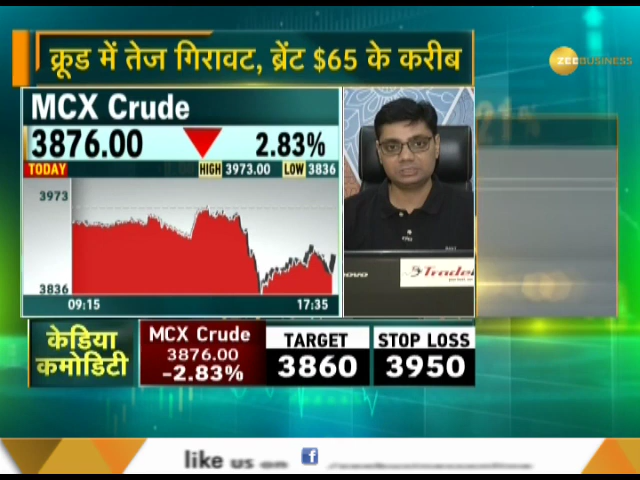 क्रूड में तेज गिरावट, ब्रेंट $65 के करीब
ZEEBUSINESS
MCX Crude
3876.00 2.83%
TODAY HIGH 3973.00 LOW 3836
3973
3836
09:15 17:35
21%
Trade
केडिया
कमोडिटी
MCX Crude
3876.00
-2.83%
TARGET
3860
STOP LOSS
3950
like us on